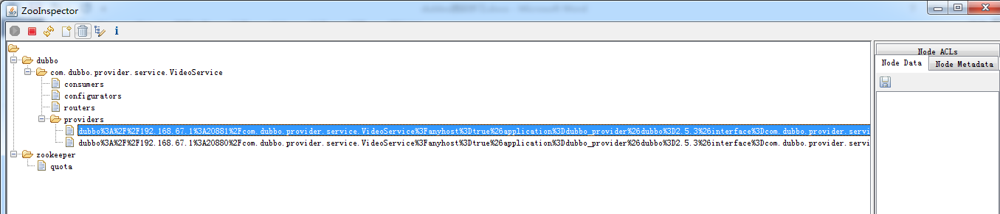 ZooInspector
dubbo
com.dubbo.provider.service.VideoService
consumers
configurators
routers
providers
dubbo%3A%2F%2F192.168.67.1%3A20881%2Fcom.dubbo.provider.service.VideoService%3Fanyhost%3Dtrue%26application%3Ddubbo_provider%26dubbo%3D2.5.3%26interface%3Dcom.dubbo.provider.servi
dubbo%3A%2F%2F192.168.67.1%3A20880%2Fcom.dubbo.provider.service.VideoService%3Fanyhost%3Dtrue%26application%3Ddubbo_provider%26dubbo%3D2.5.3%26interface%3Dcom.dubbo.provider.servi
zookeeper
quota
Node ACLs
Node Data Node Metadata